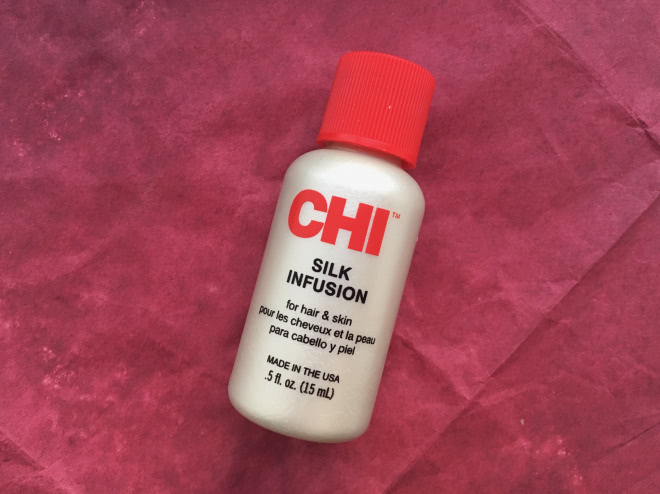 CHI™
SILK
INFUSION
for hair & skin
pour les cheveux et la peau
para cabello y piel
MADE IN THE USA
.5 fl. oz. (15 mL)